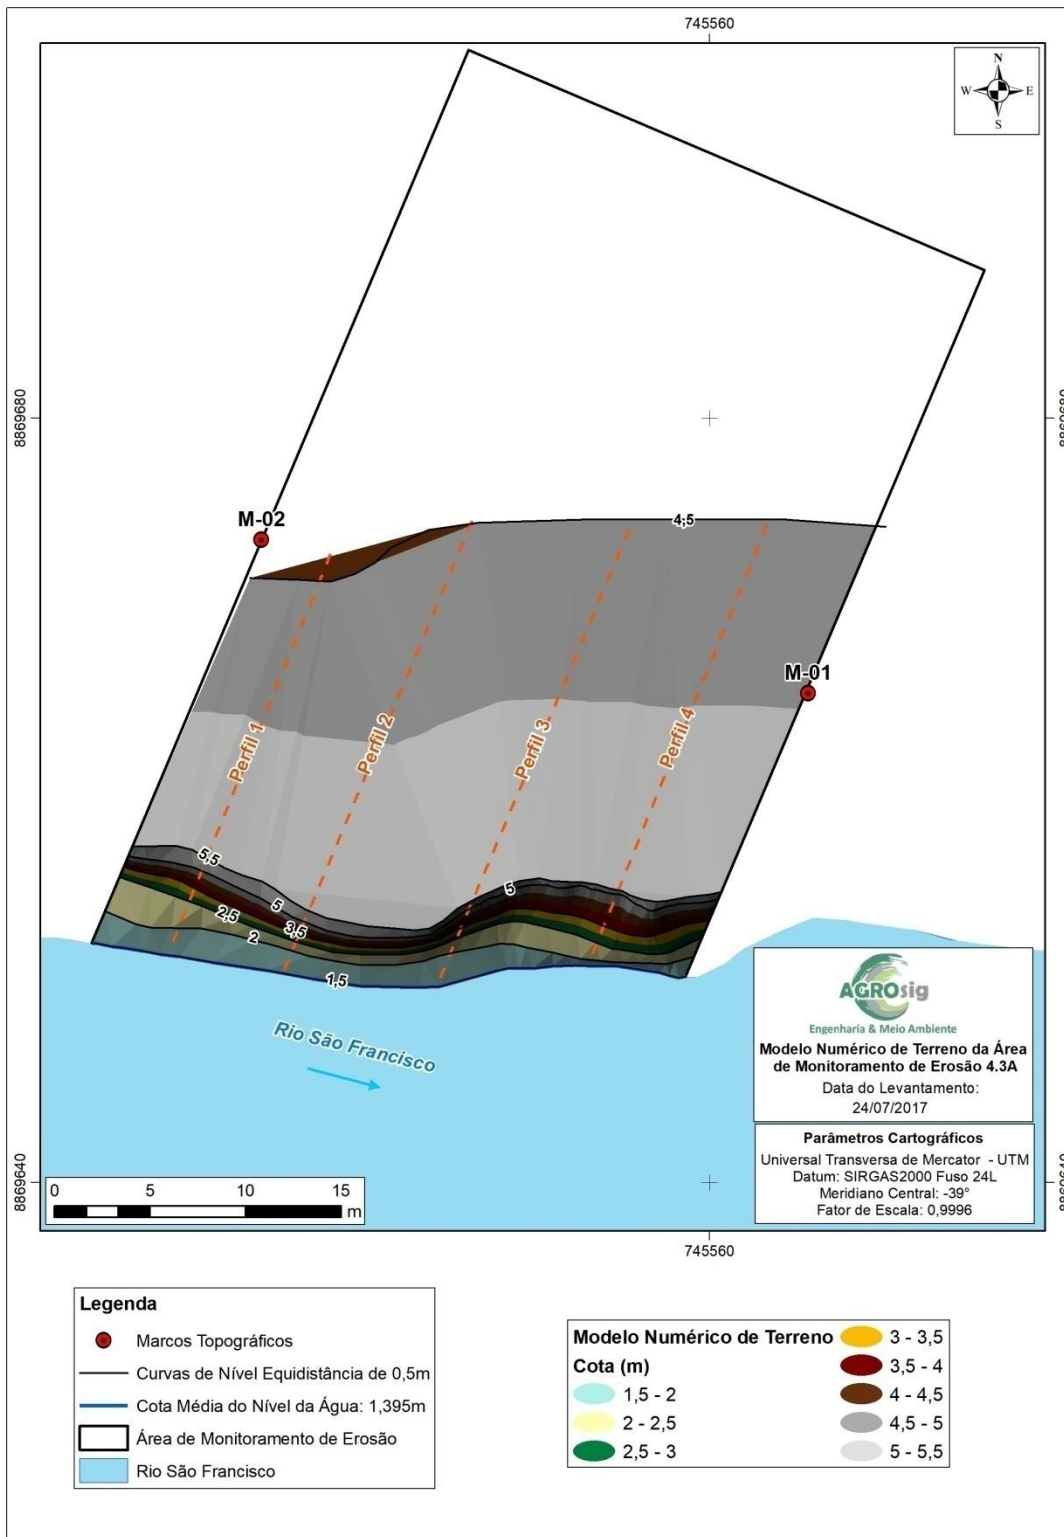 745560
N
W E
S
8869680
8869680
M-02
4,5
M-01
Perfil 1
Perfil 2
Perfil 3
Perfil 4
5,5
5
5
2,5
3,5
2
1,5
Rio São Francisco
AGROsig
Engenharia & Meio Ambiente
Modelo Numérico de Terreno da Área
de Monitoramento de Erosão 4.3A
Data do Levantamento:
24/07/2017
Parâmetros Cartográficos
Universal Transversa de Mercator - UTM
Datum: SIRGAS2000 Fuso 24L
Meridiano Central: -39°
Fator de Escala: 0,9996
8869640
8869640
0 5 10 15
m
745560
Legenda
Marcos Topográficos
Curvas de Nível Equidistância de 0,5m
Cota Média do Nível da Água: 1,395m
Área de Monitoramento de Erosão
Rio São Francisco
Modelo Numérico de Terreno
Cota (m)
1,5 - 2
2 - 2,5
2,5 - 3
3 - 3,5
3,5 - 4
4 - 4,5
4,5 - 5
5 - 5,5